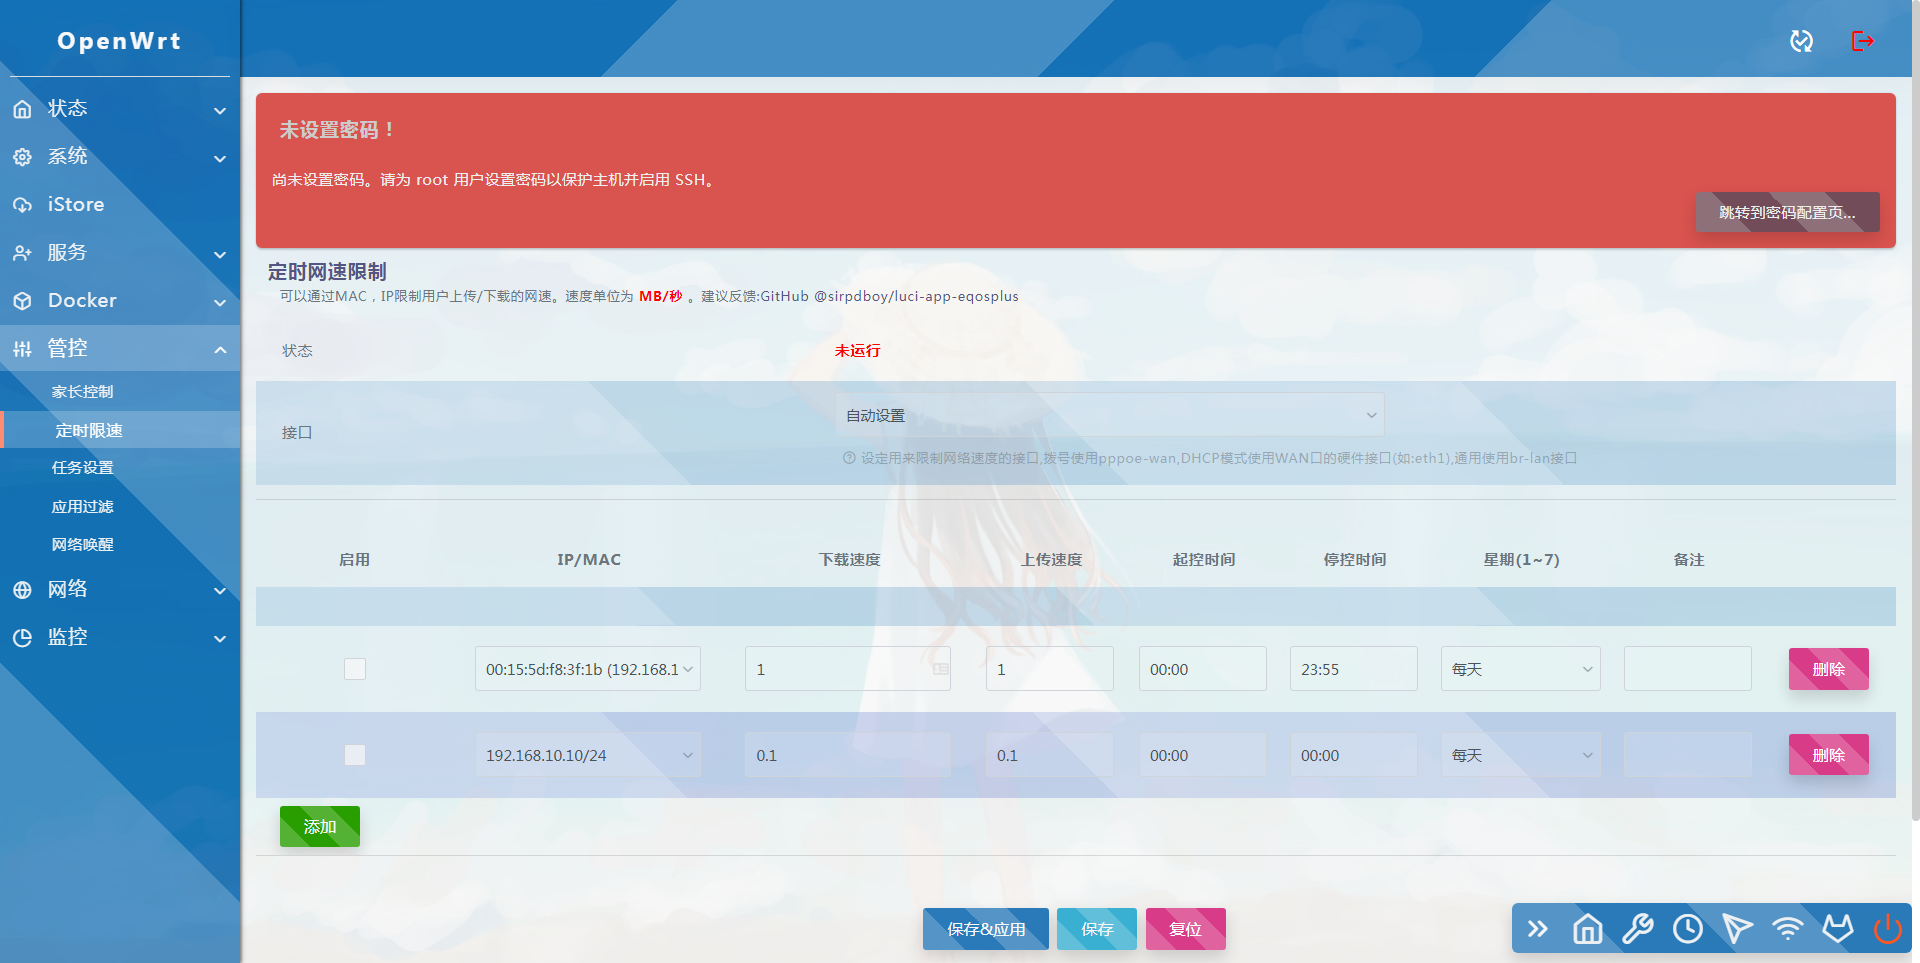 OpenWrt
状态
系统
iStore
服务
Docker
管控
家长控制
定时限速
任务设置
应用过滤
网络唤醒
网络
监控
未设置密码！
尚未设置密码。请为 root 用户设置密码以保护主机并启用 SSH。
跳转到密码配置页...
定时网速限制
可以通过MAC，IP限制用户上传/下载的网速。速度单位为 MB/秒 。建议反馈:GitHub @sirpdboy/luci-app-eqosplus
状态 未运行
接口 自动设置
设定用来限制网络速度的接口,拨号使用pppoe-wan,DHCP模式使用WAN口的硬件接口(如:eth1),通用使用br-lan接口
启用 IP/MAC 下载速度 上传速度 起控时间 停控时间 星期(1~7) 备注
00:15:5d:f8:3f:1b (192.168.1 1 1 00:00 23:55 每天 删除
192.168.10.10/24 0.1 0.1 00:00 00:00 每天 删除
添加
保存&应用 保存 复位